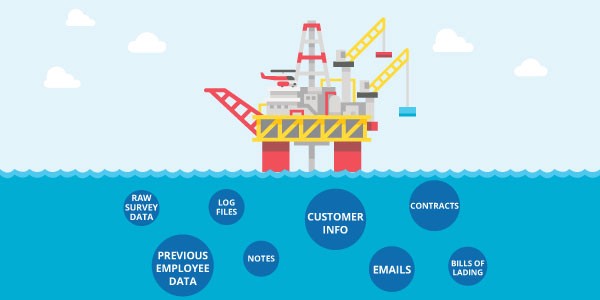 RAW
SURVEY
DATA
LOG
FILES
CUSTOMER
INFO
CONTRACTS
PREVIOUS
EMPLOYEE
DATA
NOTES
EMAILS
BILLS OF
LADING